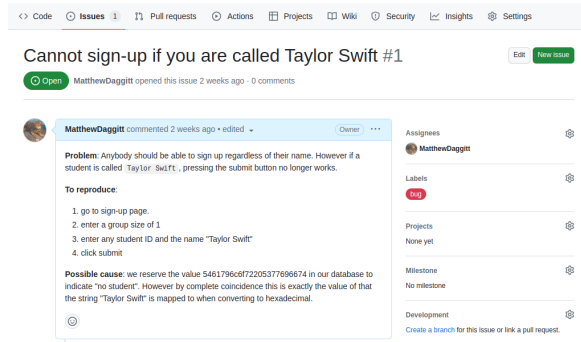 Code Issues 1 Pull requests Actions Projects Wiki Security Insights Settings
Cannot sign-up if you are called Taylor Swift #1
Edit New issue
Open MatthewDaggitt opened this issue 2 weeks ago · 0 comments
MatthewDaggitt commented 2 weeks ago • edited Owner ...
Problem: Anybody should be able to sign up regardless of their name. However if a
student is called Taylor Swift, pressing the submit button no longer works.
To reproduce:
1. go to sign-up page.
2. enter a group size of 1
3. enter any student ID and the name "Taylor Swift"
4. click submit
Possible cause: we reserve the value 5461796c6f72205377696674 in our database to
indicate "no student". However by complete coincidence this is exactly the value of that
the string "Taylor Swift" is mapped to when converting to hexadecimal.
Assignees
MatthewDaggitt
Labels
bug
Projects
None yet
Milestone
No milestone
Development
Create a branch for this issue or link a pull request.